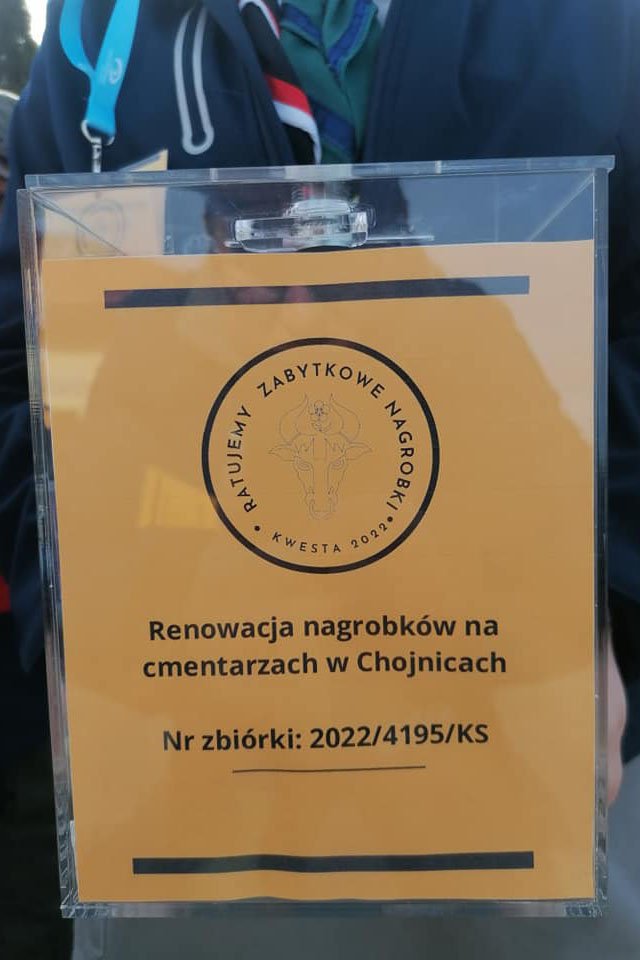 RATUJEMY ZABYTKOWE NAGROBKI
• KWESTA 2022 •
Renowacja nagrobków na
cmentarzach w Chojnicach
Nr zbiórki: 2022/4195/KS